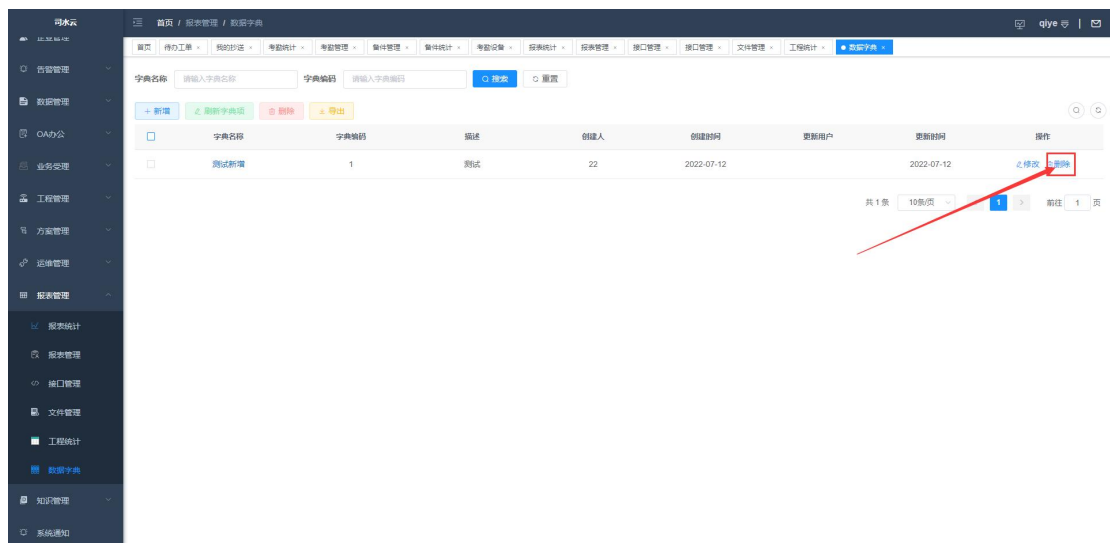 司水云
首页 / 报表管理 / 数据字典
qiye
企业管理
首页 待办工单 × 我的抄送 × 考勤统计 × 考勤管理 × 备件管理 × 备件统计 × 考勤设备 × 报表统计 × 报表管理 × 接口管理 × 接口管理 × 文件管理 × 工程统计 × 数据字典 ×
告警管理
字典名称 请输入字典名称 字典编码 请输入字典编码 搜索 重置
数据管理
+ 新增 刷新字典项 删除 导出
OA办公
字典名称 字典编码 描述 创建人 创建时间 更新用户 更新时间 操作
业务受理
测试新增 1 测试 22 2022-07-12 2022-07-12 修改 删除
工程管理
共 1 条 10条/页 1 > 前往 1 页
方案管理
运维管理
报表管理
报表统计
报表管理
接口管理
文件管理
工程统计
数据字典
知识管理
系统通知